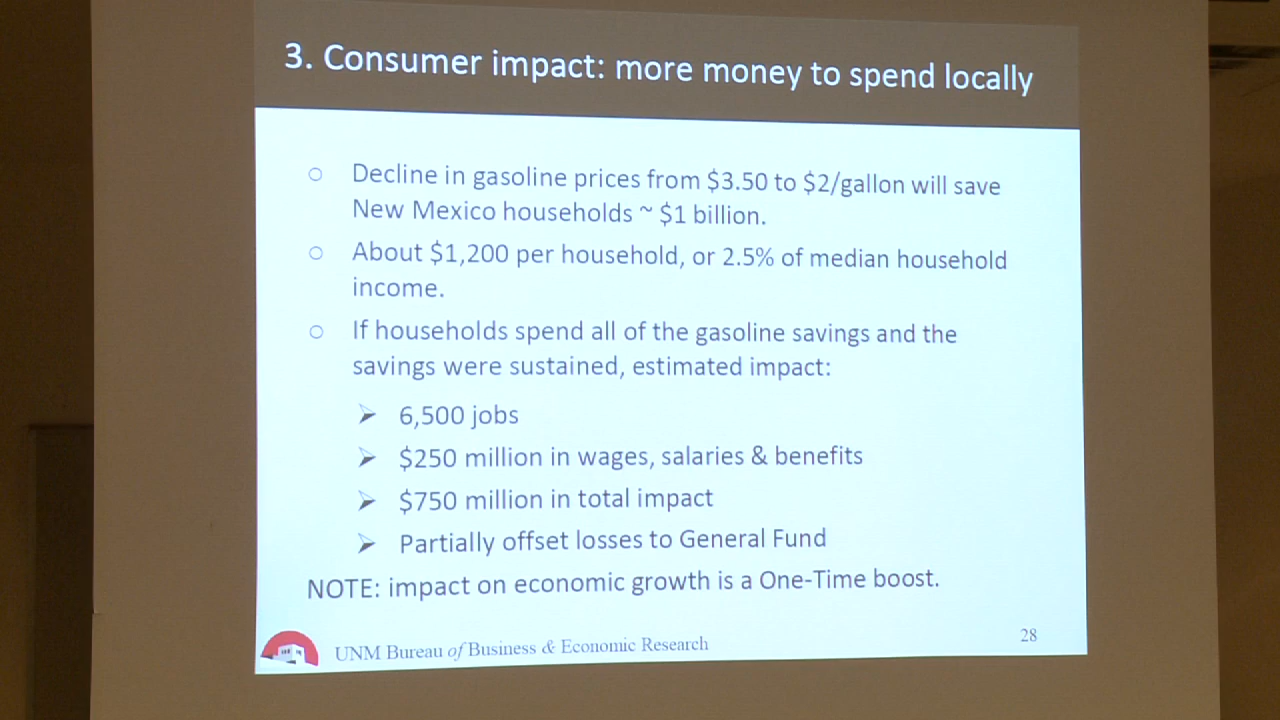 3. Consumer impact: more money to spend locally
○ Decline in gasoline prices from $3.50 to $2/gallon will save
New Mexico households ~ $1 billion.
○ About $1,200 per household, or 2.5% of median household
income.
○ If households spend all of the gasoline savings and the
savings were sustained, estimated impact:
➢ 6,500 jobs
➢ $250 million in wages, salaries & benefits
➢ $750 million in total impact
➢ Partially offset losses to General Fund
NOTE: impact on economic growth is a One-Time boost.
28
UNM Bureau of Business & Economic Research